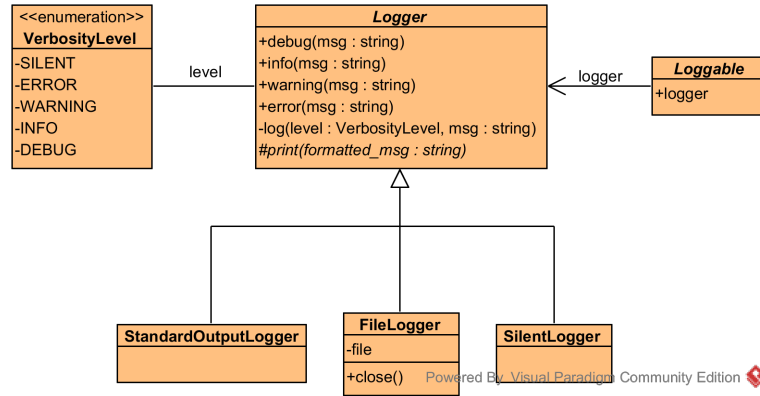 <<enumeration>>
VerbosityLevel
-SILENT
-ERROR
-WARNING
-INFO
-DEBUG
level
Logger
+debug(msg : string)
+info(msg : string)
+warning(msg : string)
+error(msg : string)
-log(level : VerbosityLevel, msg : string)
#print(formatted_msg : string)
logger
Loggable
+logger
StandardOutputLogger
FileLogger
-file
+close()
SilentLogger
Powered By Visual Paradigm Community Edition